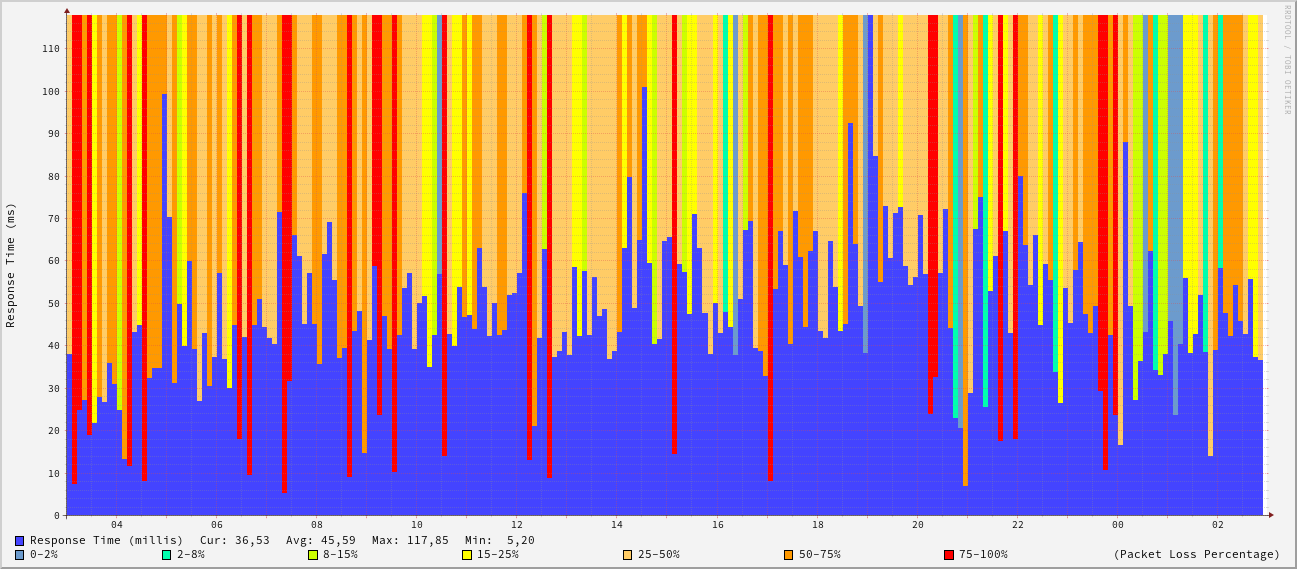 RRDTOOL / TOBI OETIKER
Response Time (ms)
110
100
90
80
70
60
50
40
30
20
10
0
04 06 08 10 12 14 16 18 20 22 00 02
Response Time (millis) Cur: 36,53 Avg: 45,59 Max: 117,85 Min: 5,20
0-2% 2-8% 8-15% 15-25% 25-50% 50-75% 75-100% (Packet Loss Percentage)